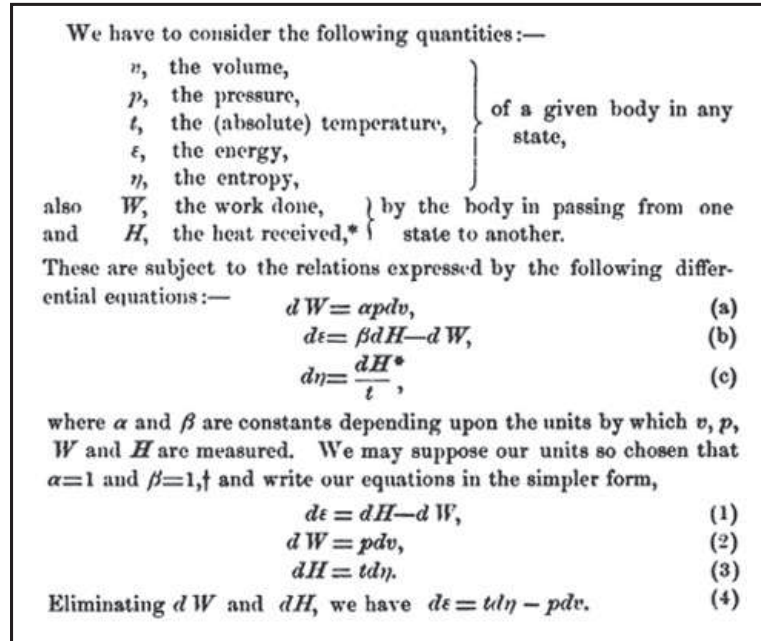 We have to consider the following quantities:—
v, the volume,
p, the pressure,
t, the (absolute) temperature,
ε, the energy,
η, the entropy,
} of a given body in any
state,
also W, the work done, } by the body in passing from one
and H, the heat received,* } state to another.
These are subject to the relations expressed by the following differ-
ential equations:—
dW = αpdv, (a)
dε = βdH—dW, (b)
dη = dH*/t, (c)
where α and β are constants depending upon the units by which v, p,
W and H are measured. We may suppose our units so chosen that
α=1 and β=1,† and write our equations in the simpler form,
dε = dH—dW, (1)
dW = pdv, (2)
dH = tdη. (3)
Eliminating dW and dH, we have dε = tdη − pdv. (4)